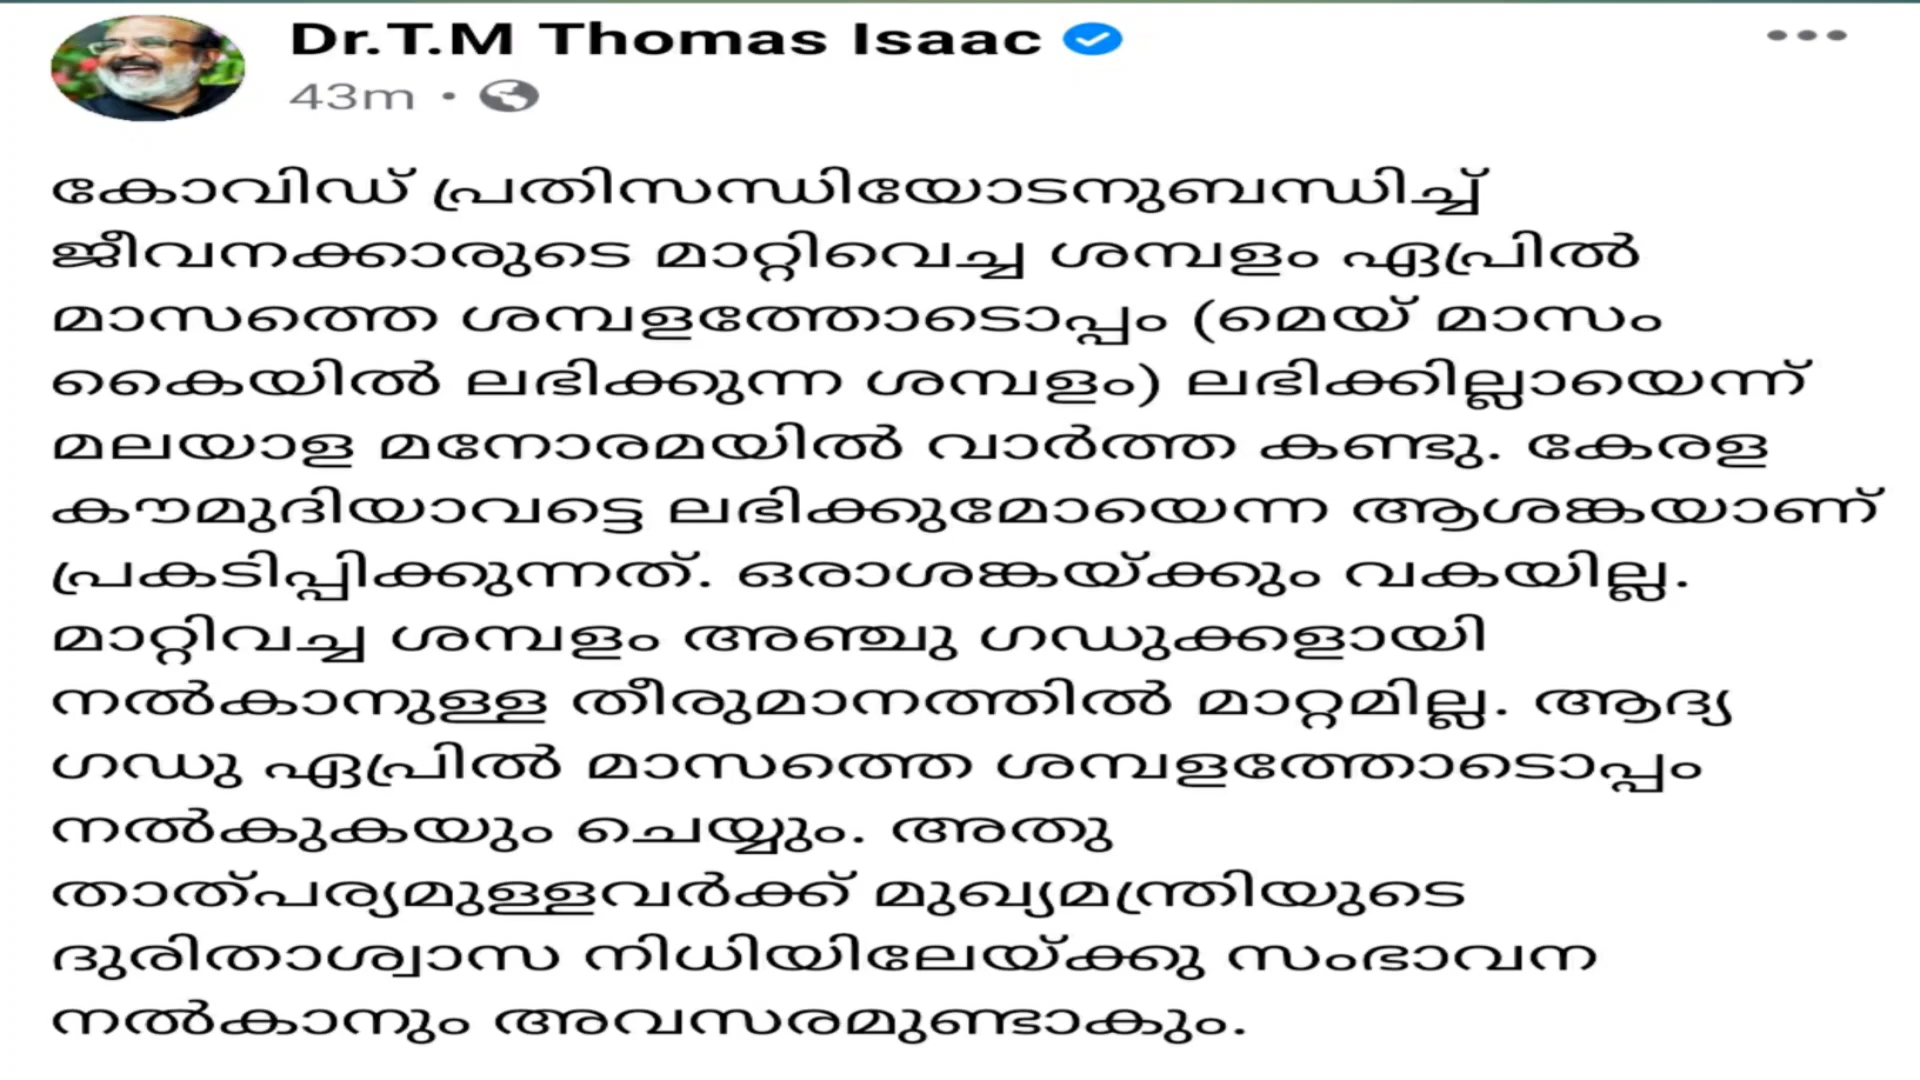 Dr.T.M Thomas Isaac
43m •
കോവിഡ് പ്രതിസന്ധിയോടനുബന്ധിച്ച്
ജീവനക്കാരുടെ മാറ്റിവെച്ച ശമ്പളം ഏപ്രിൽ
മാസത്തെ ശമ്പളത്തോടൊപ്പം (മെയ് മാസം
കൈയിൽ ലഭിക്കുന്ന ശമ്പളം) ലഭിക്കില്ലായെന്ന്
മലയാള മനോരമയിൽ വാർത്ത കണ്ടു. കേരള
കൗമുദിയാവട്ടെ ലഭിക്കുമോയെന്ന ആശങ്കയാണ്
പ്രകടിപ്പിക്കുന്നത്. ഒരാശങ്കയ്ക്കും വകയില്ല.
മാറ്റിവച്ച ശമ്പളം അഞ്ചു ഗഡുക്കളായി
നൽകാനുള്ള തീരുമാനത്തിൽ മാറ്റമില്ല. ആദ്യ
ഗഡു ഏപ്രിൽ മാസത്തെ ശമ്പളത്തോടൊപ്പം
നൽകുകയും ചെയ്യും. അതു
താത്പര്യമുള്ളവർക്ക് മുഖ്യമന്ത്രിയുടെ
ദുരിതാശ്വാസ നിധിയിലേയ്ക്കു സംഭാവന
നൽകാനും അവസരമുണ്ടാകും.